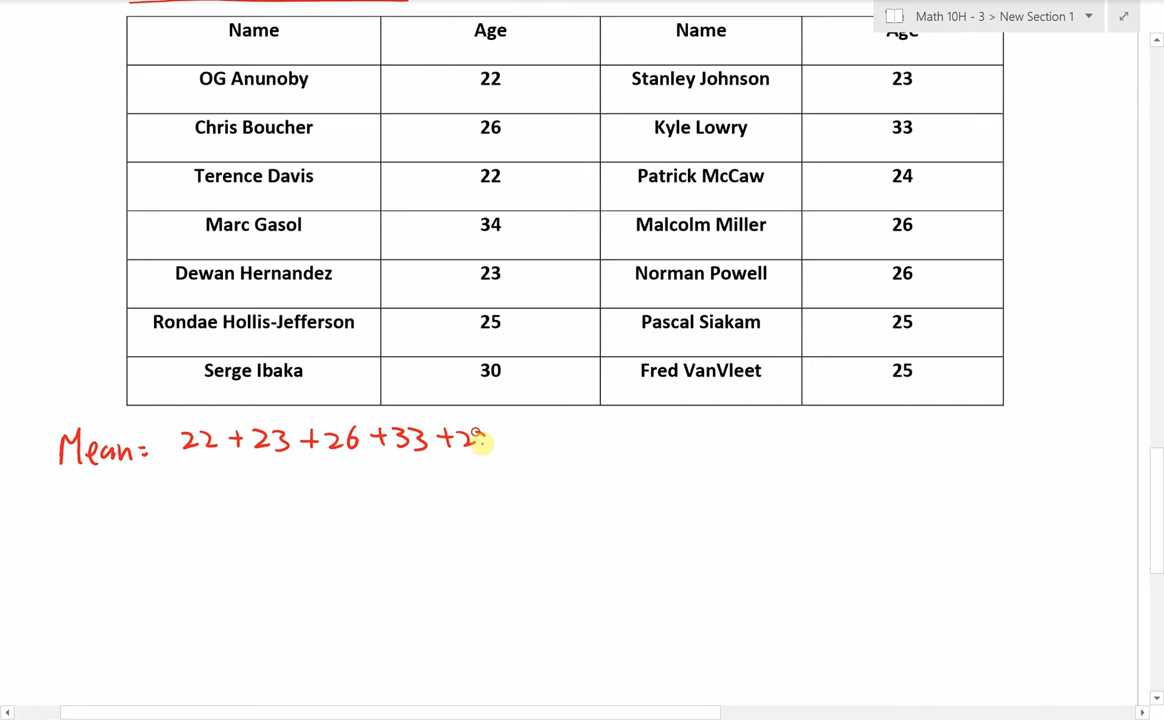 Math 10H - 3 > New Section 1
Name Age Name Age
OG Anunoby 22 Stanley Johnson 23
Chris Boucher 26 Kyle Lowry 33
Terence Davis 22 Patrick McCaw 24
Marc Gasol 34 Malcolm Miller 26
Dewan Hernandez 23 Norman Powell 26
Rondae Hollis-Jefferson 25 Pascal Siakam 25
Serge Ibaka 30 Fred VanVleet 25
Mean= 22 + 23 + 26 + 33 + 2